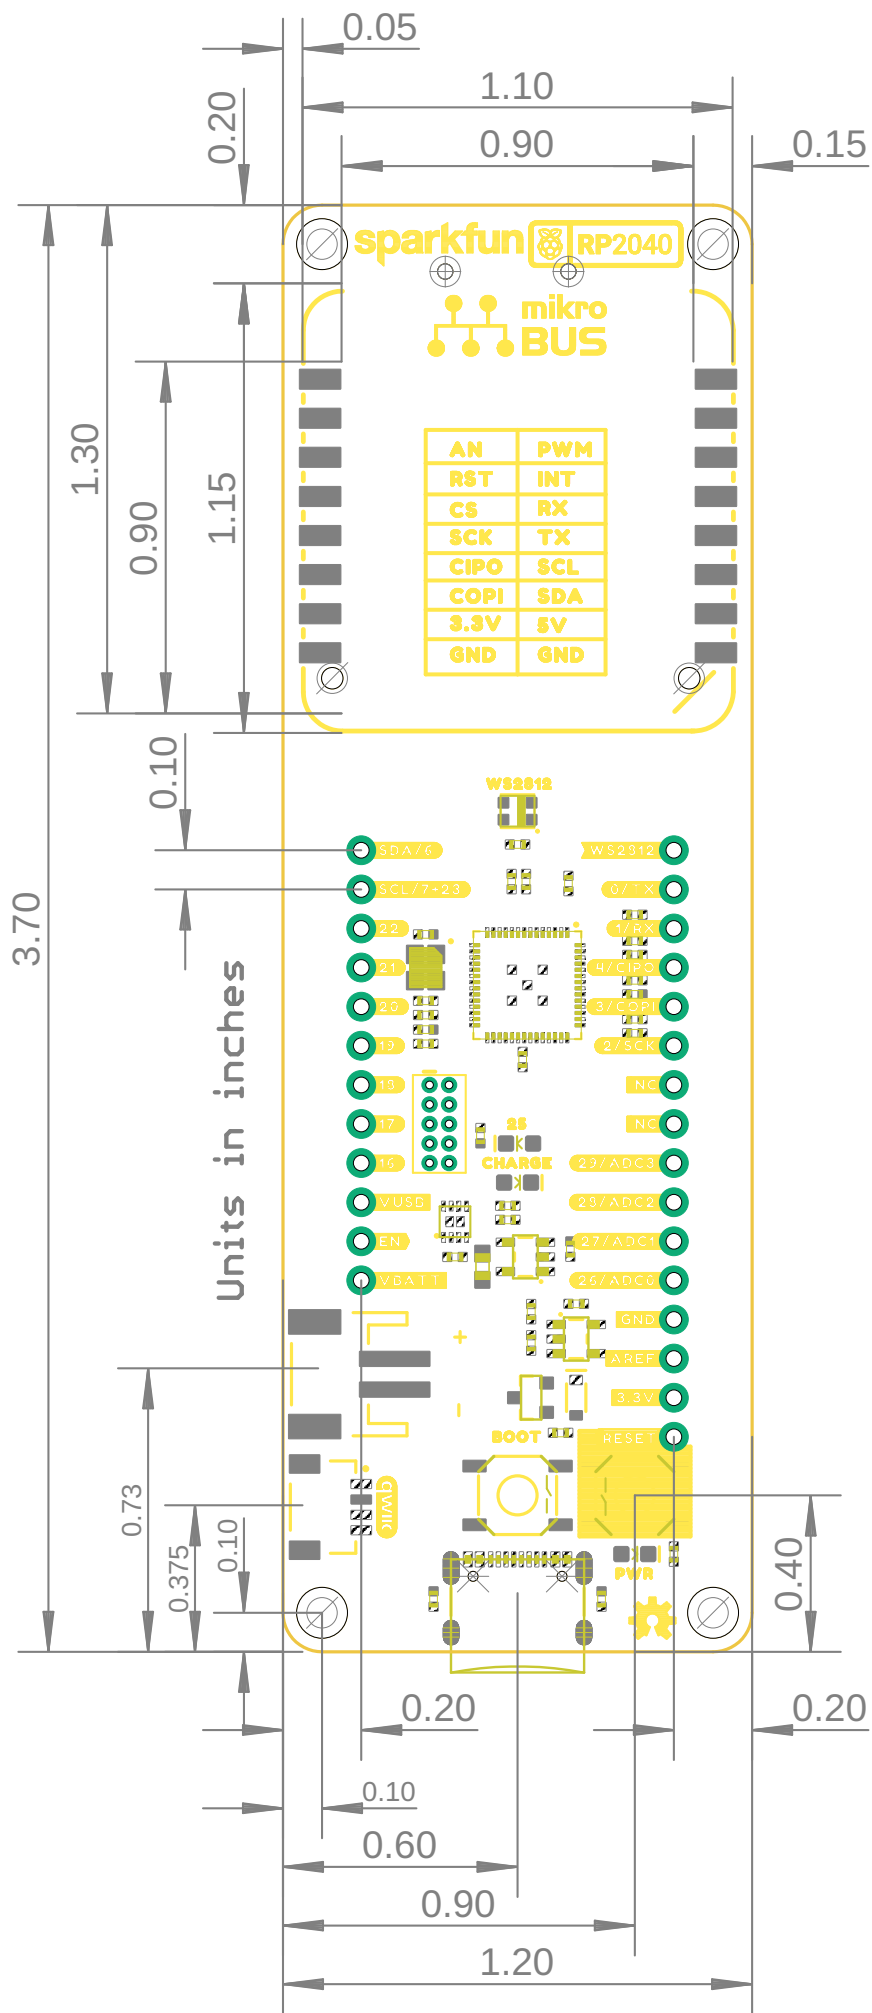 0.05
1.10
0.20
0.90
0.15
sparkfun RP2040
mikro
BUS
AN PWM
RST INT
CS RX
SCK TX
CIPO SCL
COPI SDA
3.3V 5V
GND GND
1.30
0.90
1.15
0.10
3.70
Units in inches
WS2812
SDA/6 WS2812
SCL/7-23 0/TX
22 1/RX
21 4/CIPO
20 3/COPI
19 2/SCK
18 NC
17 NC
25
16 29/ADC3
CHARGE
VUSB 28/ADC2
EN 27/ADC1
VBATT 26/ADC0
GND
+
AREF
3.3V
-
BOOT RESET
QWIIC
PWR
0.73
0.375
0.10
0.40
0.20 0.20
0.10
0.60
0.90
1.20